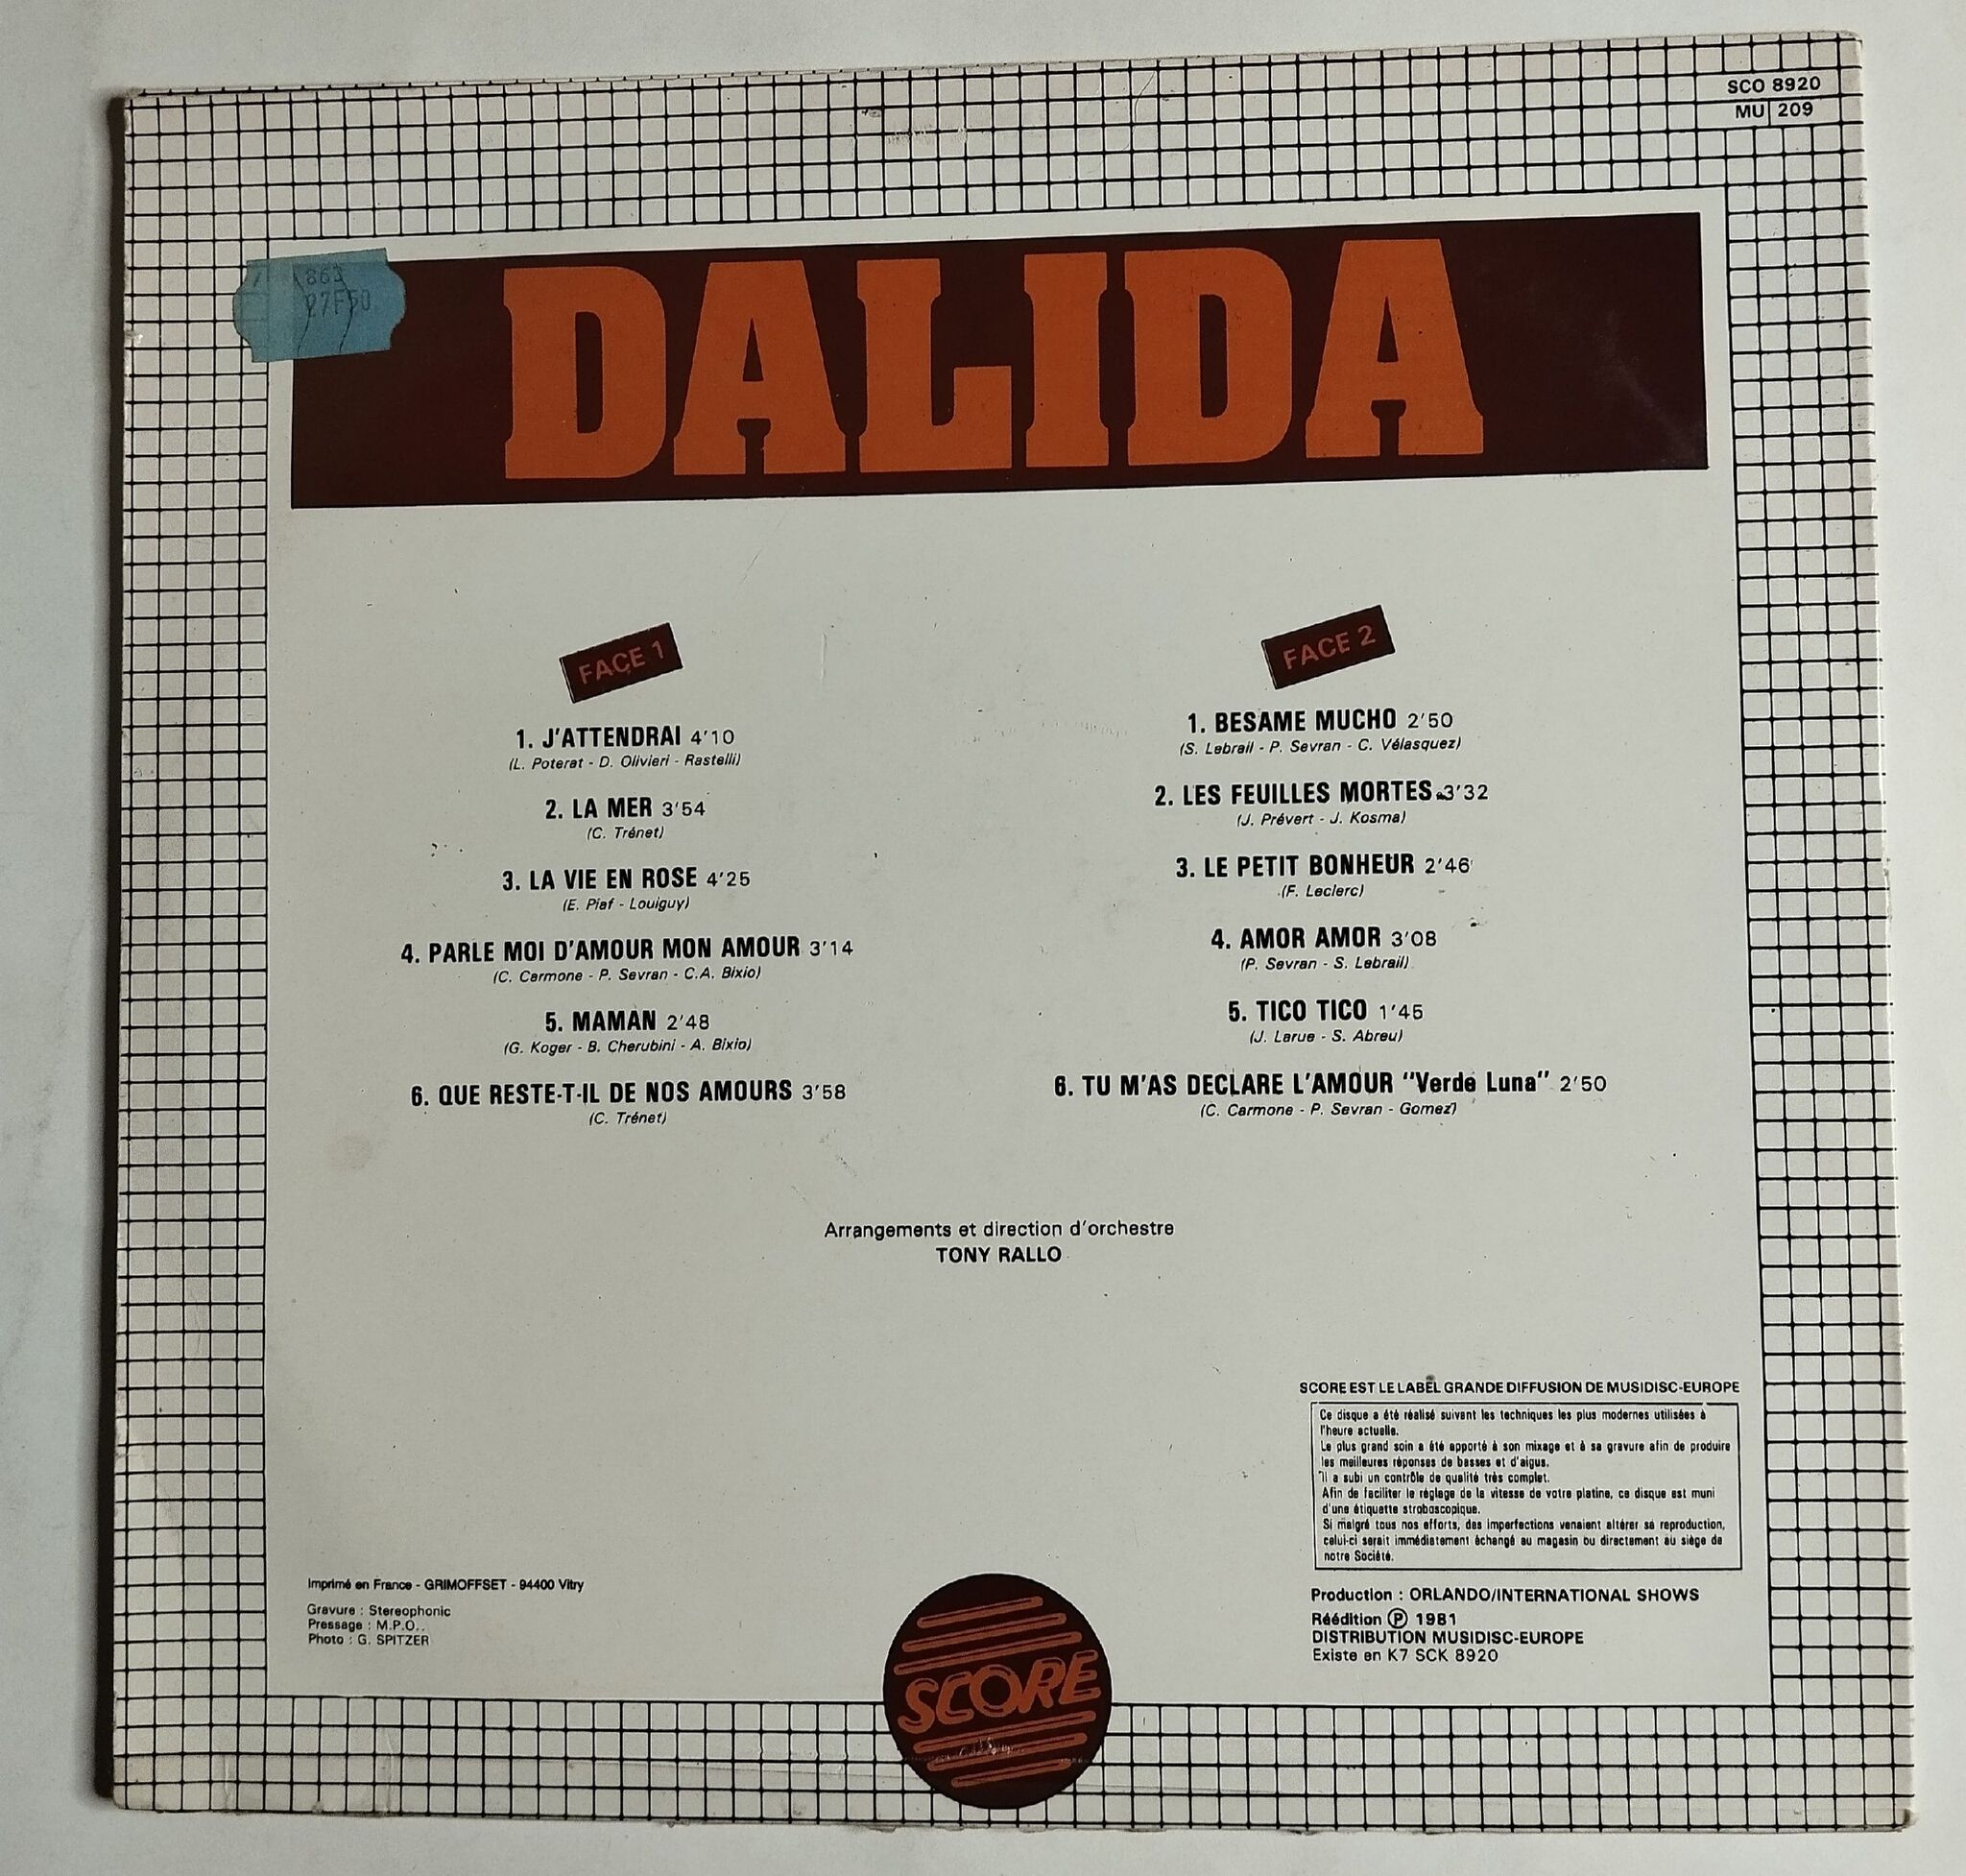 SCO 8920
MU 209
863
27F50
DALIDA
FACE 1
1. J'ATTENDRAI 4'10
(L. Poterat - D. Olivieri - Rastelli)
2. LA MER 3'54
(C. Trénet)
3. LA VIE EN ROSE 4'25
(E. Piaf - Louiguy)
4. PARLE MOI D'AMOUR MON AMOUR 3'14
(C. Carmone - P. Sevran - C.A. Bixio)
5. MAMAN 2'48
(G. Koger - B. Cherubini - A. Bixio)
6. QUE RESTE-T-IL DE NOS AMOURS 3'58
(C. Trénet)
FACE 2
1. BESAME MUCHO 2'50
(S. Lebrail - P. Sevran - C. Vélasquez)
2. LES FEUILLES MORTES 3'32
(J. Prévert - J. Kosma)
3. LE PETIT BONHEUR 2'46
(F. Leclerc)
4. AMOR AMOR 3'08
(P. Sevran - S. Lebrail)
5. TICO TICO 1'45
(J. Larue - S. Abreu)
6. TU M'AS DECLARE L'AMOUR "Verde Luna" 2'50
(C. Carmone - P. Sevran - Gomez)
Arrangements et direction d'orchestre
TONY RALLO
SCORE EST LE LABEL GRANDE DIFFUSION DE MUSIDISC-EUROPE
Ce disque a été réalisé suivant les techniques les plus modernes utilisées à
l'heure actuelle.
Le plus grand soin a été apporté à son mixage et à sa gravure afin de produire
les meilleures réponses de basses et d'aigus.
Il a subi un contrôle de qualité très complet.
Afin de faciliter le réglage de la vitesse de votre platine, ce disque est muni
d'une étiquette stroboscopique.
Si malgré tous nos efforts, des imperfections venaient altérer sa reproduction,
celui-ci serait immédiatement échangé au magasin ou directement au siège de
notre Société.
Imprimé en France - GRIMOFFSET - 94400 Vitry
Gravure : Stereophonic
Pressage : M.P.O..
Photo : G. SPITZER
SCORE
Production : ORLANDO/INTERNATIONAL SHOWS
Réédition Ⓟ 1981
DISTRIBUTION MUSIDISC-EUROPE
Existe en K7 SCK 8920